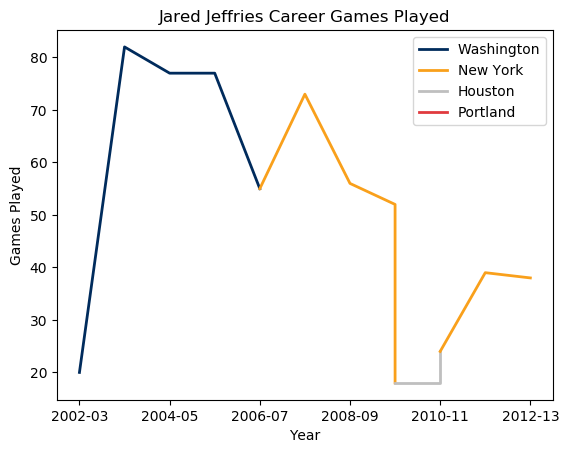 Jared Jeffries Career Games Played
Washington
New York
Houston
Portland
Games Played
80
70
60
50
40
30
20
2002-03 2004-05 2006-07 2008-09 2010-11 2012-13
Year